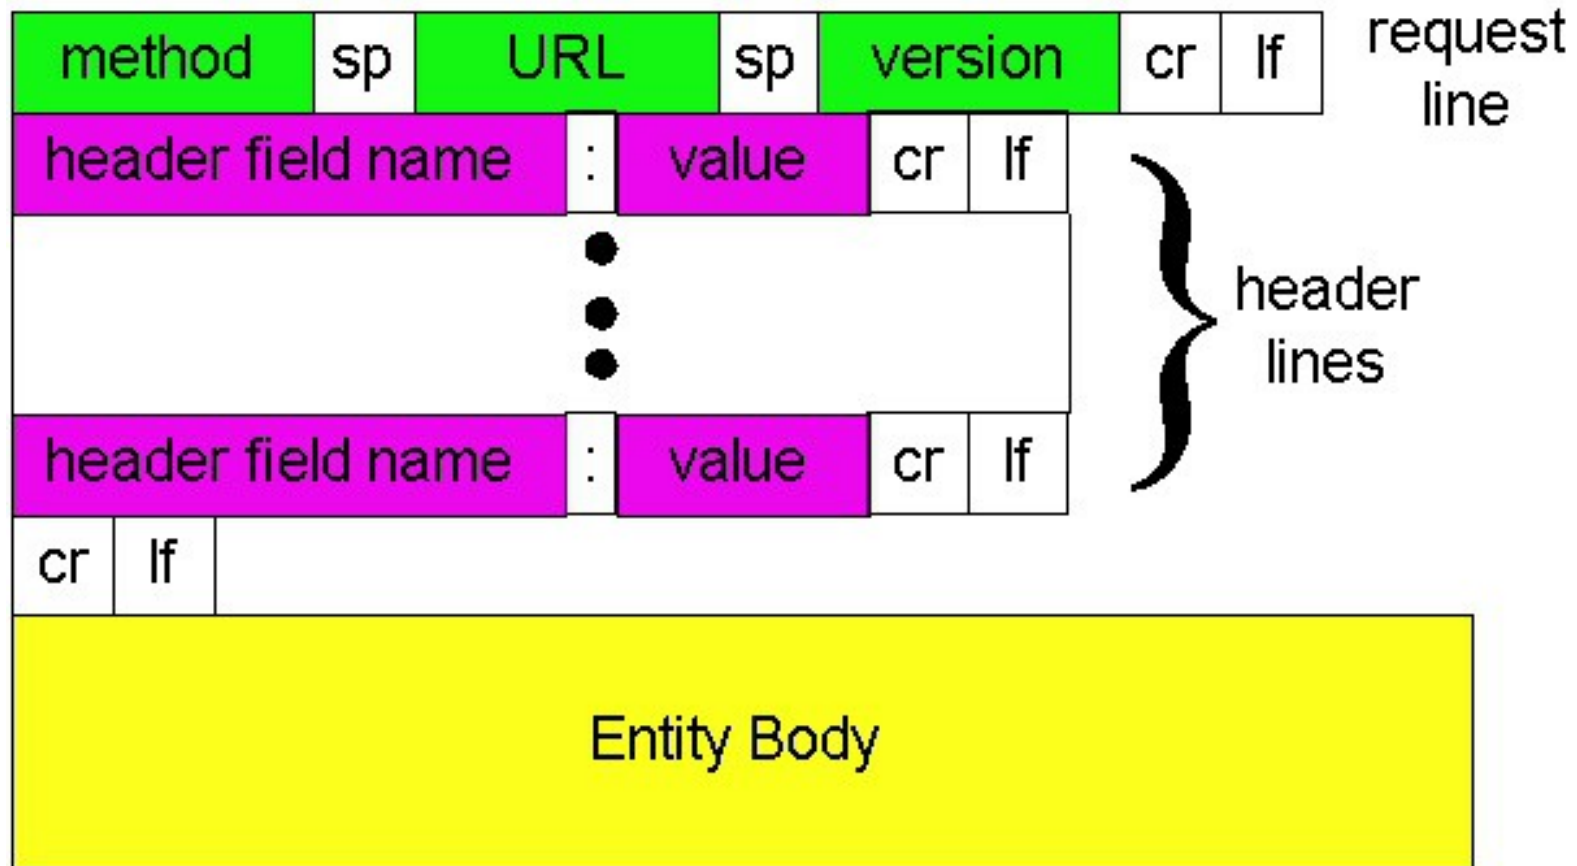 method sp URL sp version cr lf
request
line
header field name : value cr lf
header
lines
header field name : value cr lf
cr lf
Entity Body